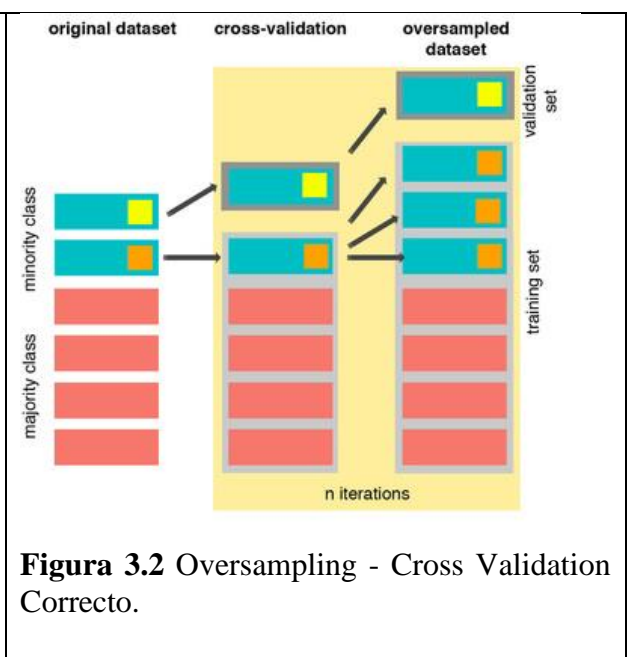 original dataset
cross-validation
oversampled
dataset
validation
set
minority class
training set
majority class
n iterations
Figura 3.2 Oversampling - Cross Validation
Correcto.